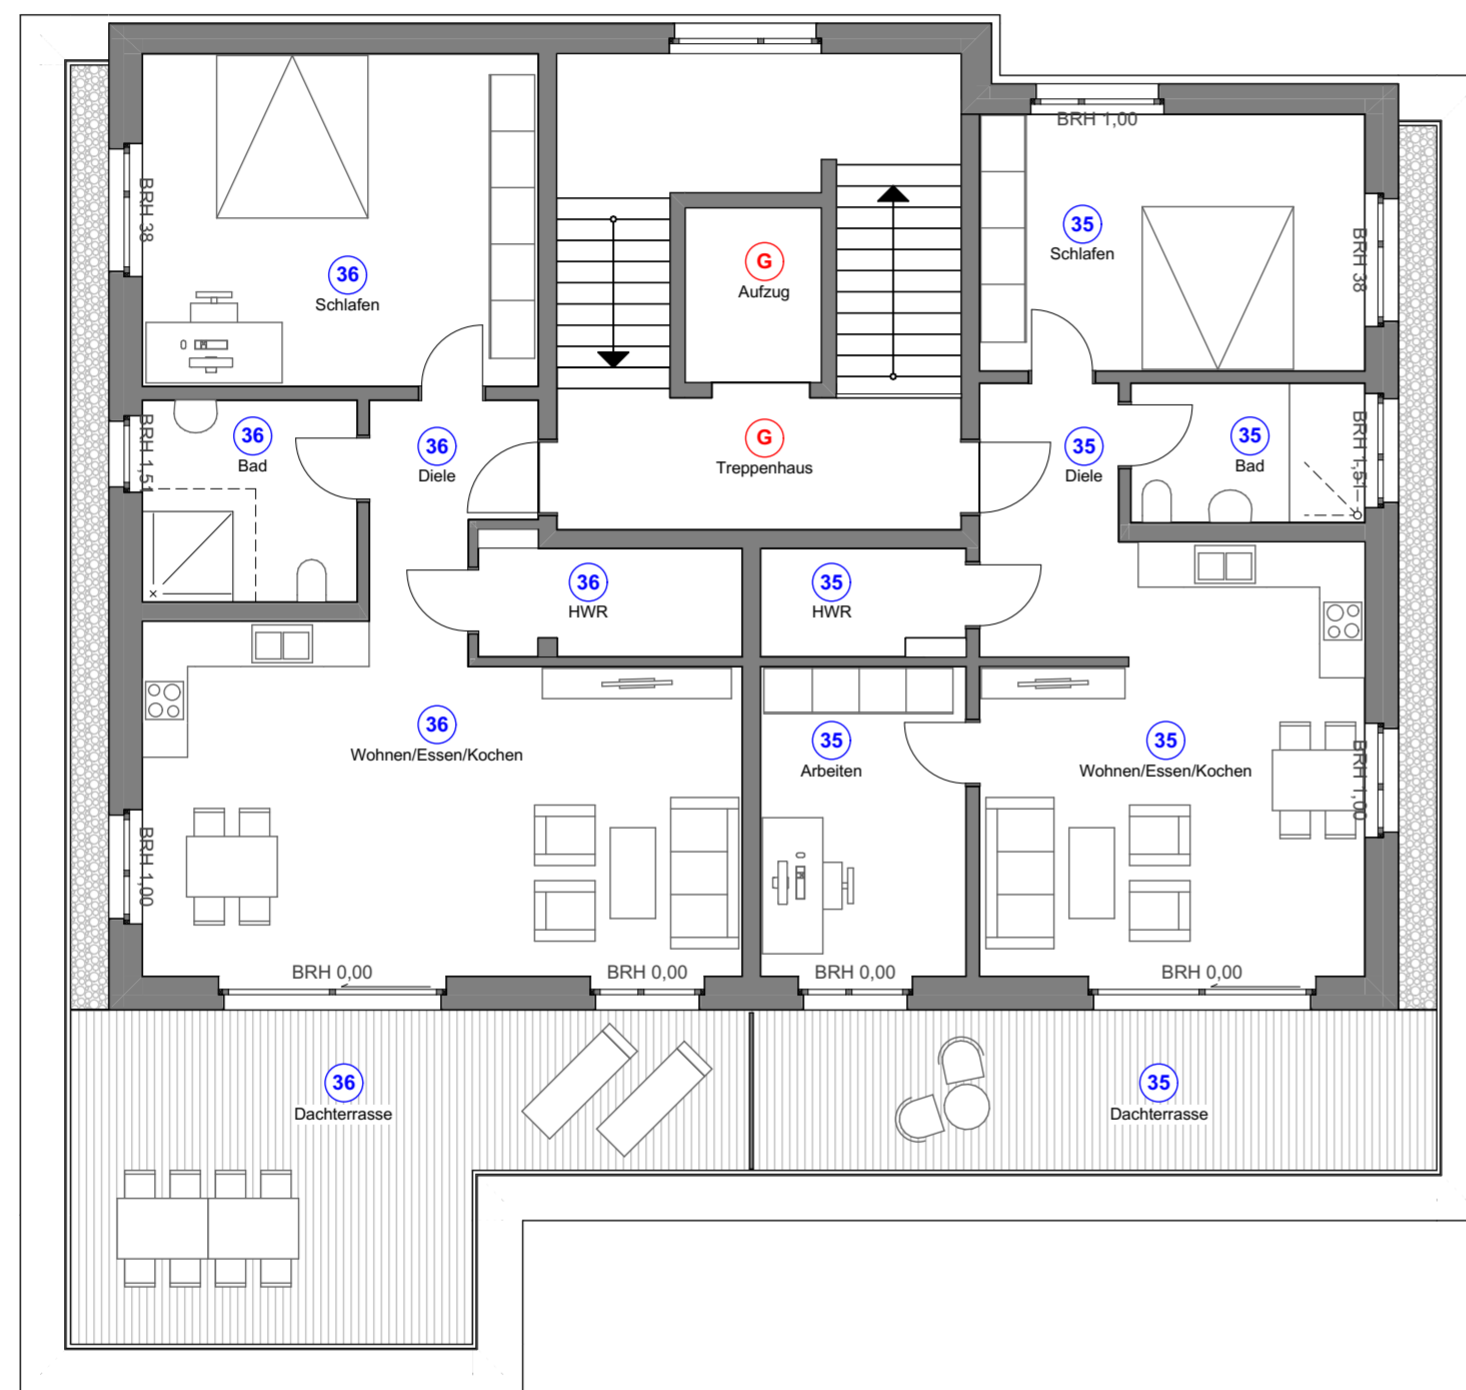 BRH 1,00
BRH 38
35
Schlafen
BRH 38
36
Schlafen
G
Aufzug
BRH 1,51
36
Bad
36
Diele
G
Treppenhaus
35
Diele
35
Bad
BRH 1,51
36
HWR
35
HWR
36
Wohnen/Essen/Kochen
35
Arbeiten
35
Wohnen/Essen/Kochen
BRH 1,00
BRH 1,00
BRH 0,00
BRH 0,00
BRH 0,00
BRH 0,00
36
Dachterrasse
35
Dachterrasse